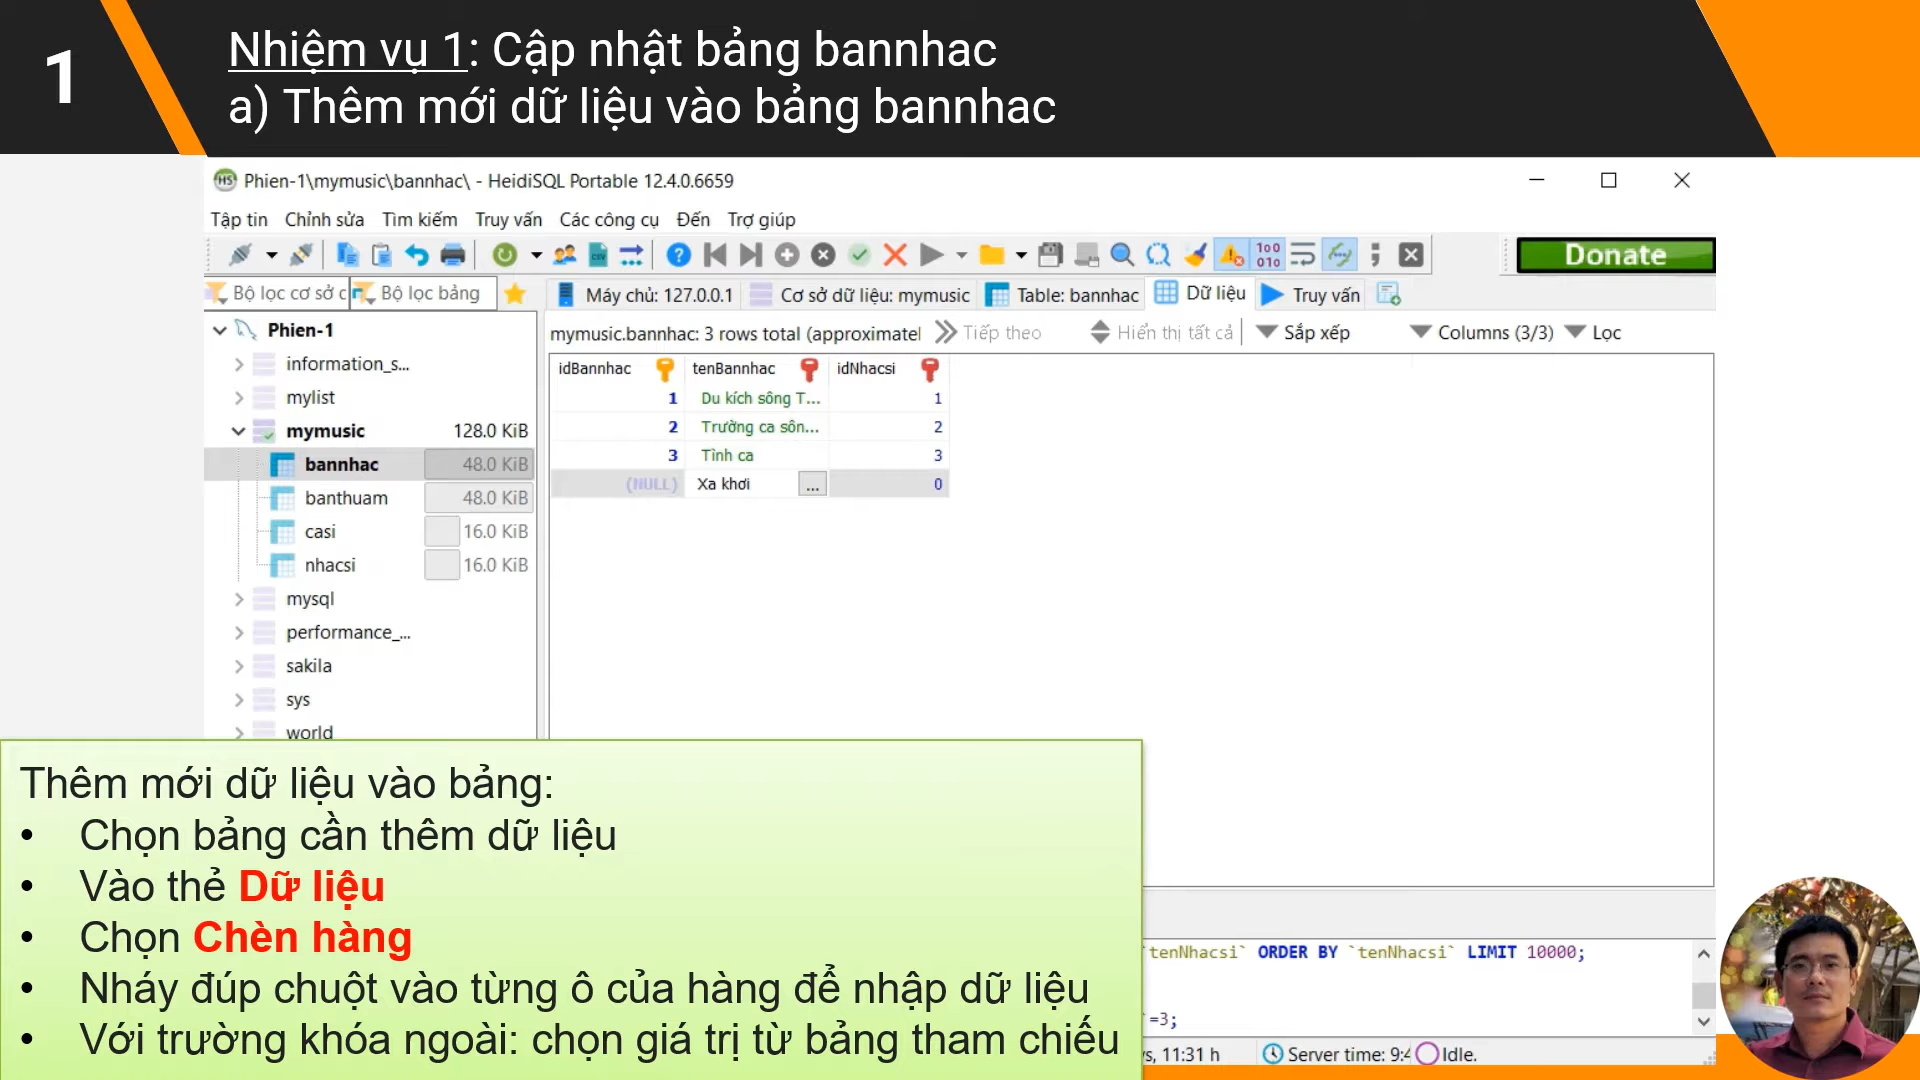 1
Nhiệm vụ 1: Cập nhật bảng bannhac
a) Thêm mới dữ liệu vào bảng bannhac
Phien-1\mymusic\bannhac\ - HeidiSQL Portable 12.4.0.6659
Tập tin Chỉnh sửa Tìm kiếm Truy vấn Các công cụ Đến Trợ giúp
Donate
Bộ lọc cơ sở c Bộ lọc bảng
Máy chủ: 127.0.0.1 Cơ sở dữ liệu: mymusic Table: bannhac Dữ liệu Truy vấn
mymusic.bannhac: 3 rows total (approximatel Tiếp theo Hiển thị tất cả Sắp xếp Columns (3/3) Lọc
Phien-1
information_s...
mylist
mymusic 128.0 KiB
bannhac 48.0 KiB
banthuam 48.0 KiB
casi 16.0 KiB
nhacsi 16.0 KiB
mysql
performance_...
sakila
sys
world
idBannhac tenBannhac idNhacsi
1 Du kích sông T... 1
2 Trường ca sôn... 2
3 Tình ca 3
(NULL) Xa khơi ... 0
Thêm mới dữ liệu vào bảng:
• Chọn bảng cần thêm dữ liệu
• Vào thẻ Dữ liệu
• Chọn Chèn hàng
• Nháy đúp chuột vào từng ô của hàng để nhập dữ liệu
• Với trường khóa ngoài: chọn giá trị từ bảng tham chiếu
`tenNhacsi` ORDER BY `tenNhacsi` LIMIT 10000;
`=3;
s, 11:31 h Server time: 9:4 Idle.